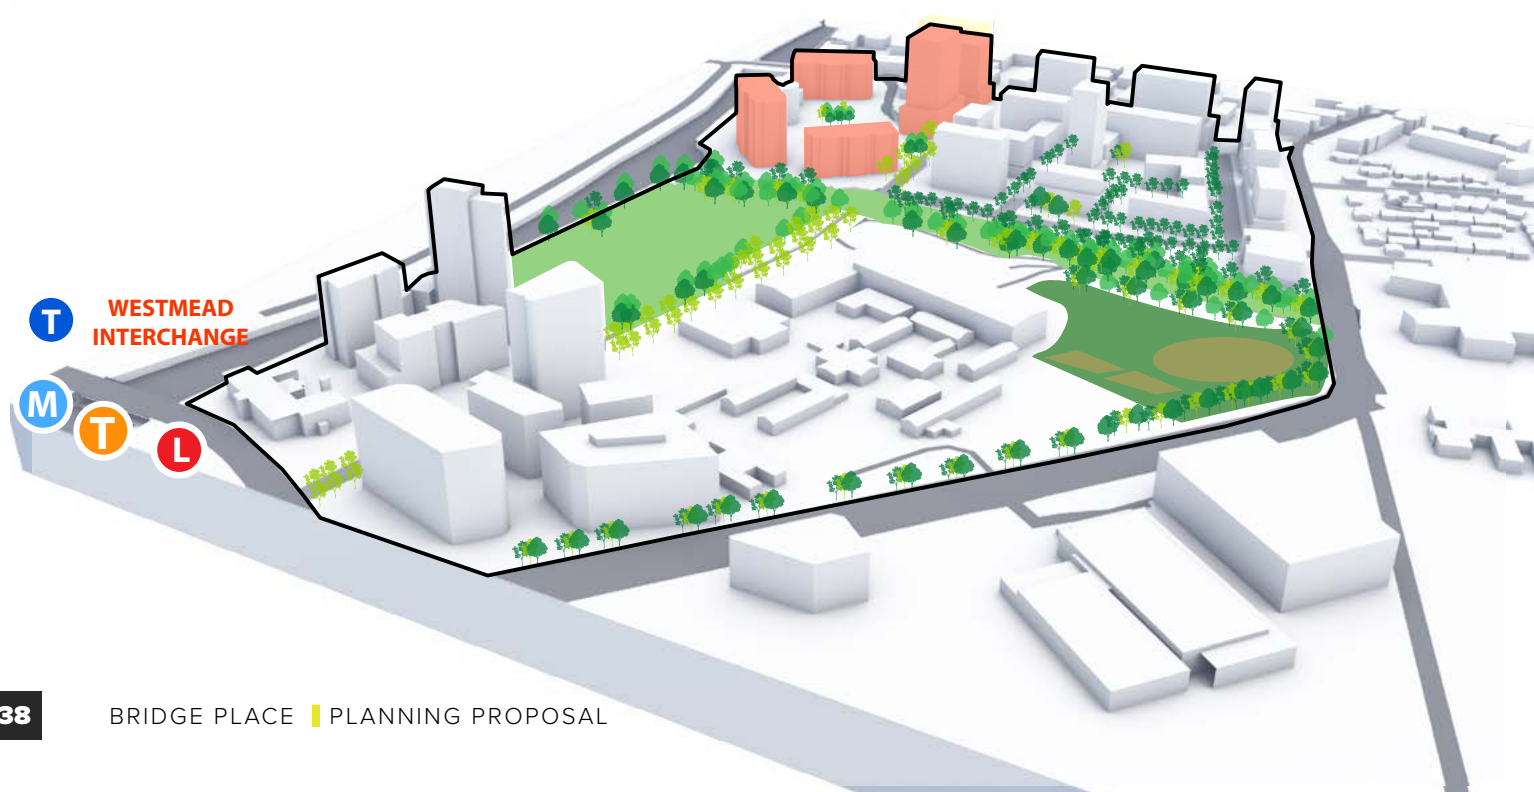 T
WESTMEAD
INTERCHANGE
M
T
L
38
BRIDGE PLACE
PLANNING PROPOSAL